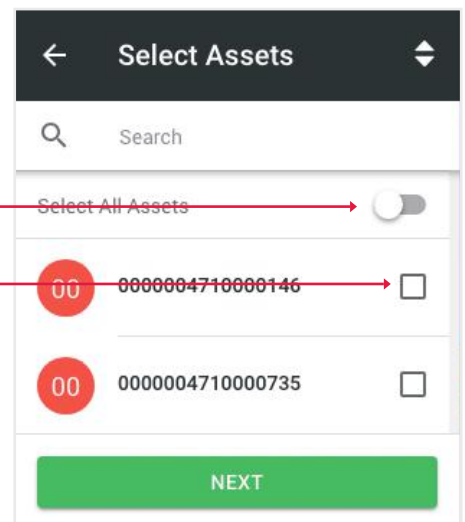 Select Assets
Search
Select All Assets
00 0000004710000146
00 0000004710000735
NEXT